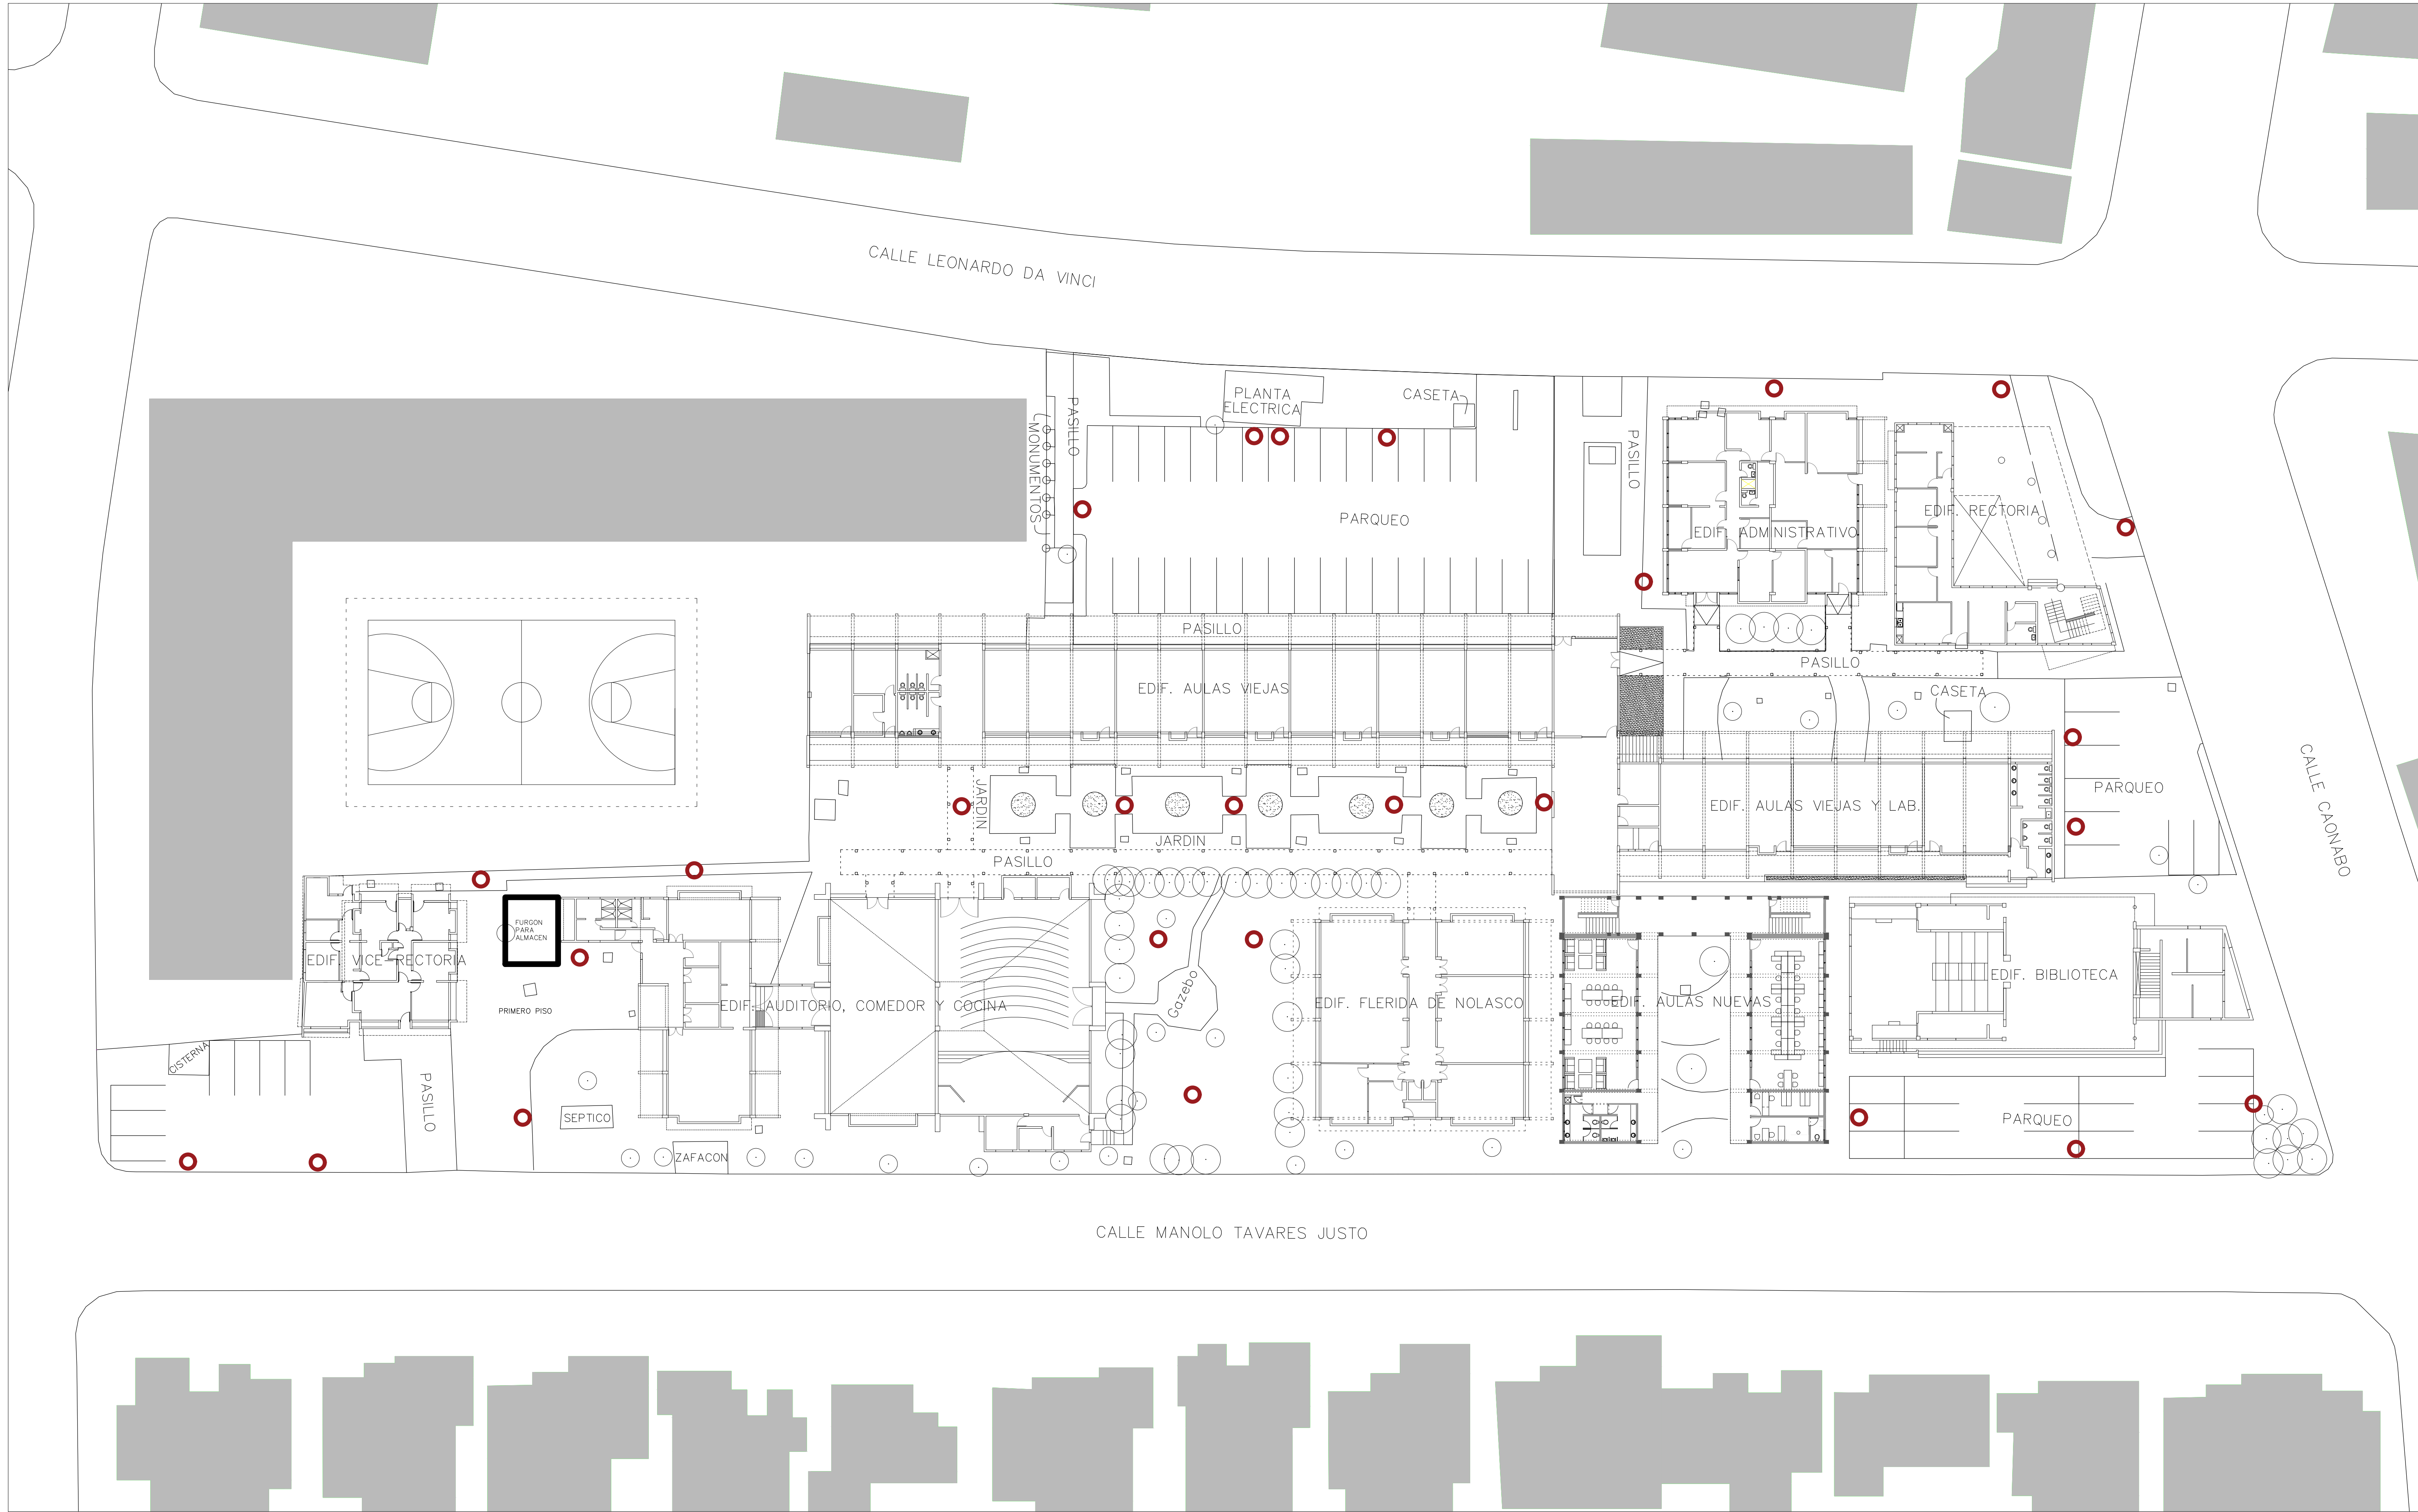 CALLE LEONARDO DA VINCI
PLANTA
ELECTRICA
CASETA
PASILLO
MONUMENTOS
PASILLO
PARQUEO
EDIF. ADMINISTRATIVO
EDIF. RECTORIA
PASILLO
PASILLO
EDIF. AULAS VIEJAS
CASETA
CALLE CAONABO
JARDIN
JARDIN
EDIF. AULAS VIEJAS Y LAB.
PARQUEO
PASILLO
FURGON
PARA
ALMACEN
EDIF. VICE-RECTORIA
PRIMERO PISO
EDIF. AUDITORIO, COMEDOR Y COCINA
Gazebo
EDIF. FLERIDA DE NOLASCO
EDIF. AULAS NUEVAS
EDIF. BIBLIOTECA
CISTERNA
PASILLO
SEPTICO
ZAFACON
PARQUEO
CALLE MANOLO TAVARES JUSTO